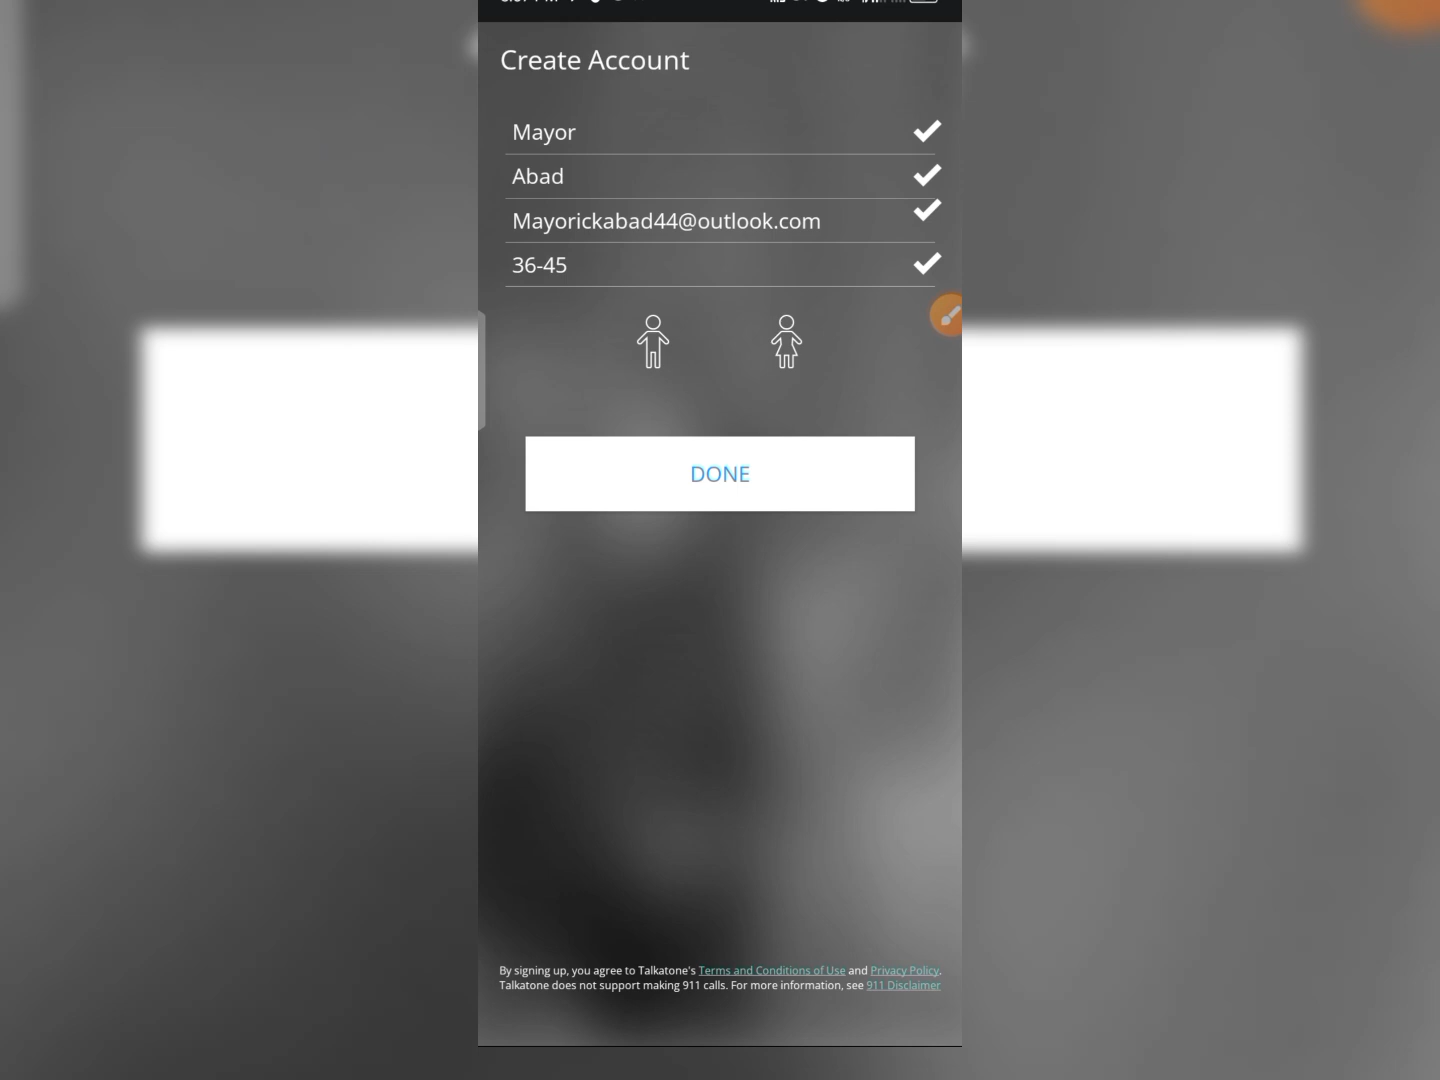 Create Account
Mayor
Abad
Mayorickabad44@outlook.com
36-45
DONE
By signing up, you agree to Talkatone's Terms and Conditions of Use and Privacy Policy.
Talkatone does not support making 911 calls. For more information, see 911 Disclaimer